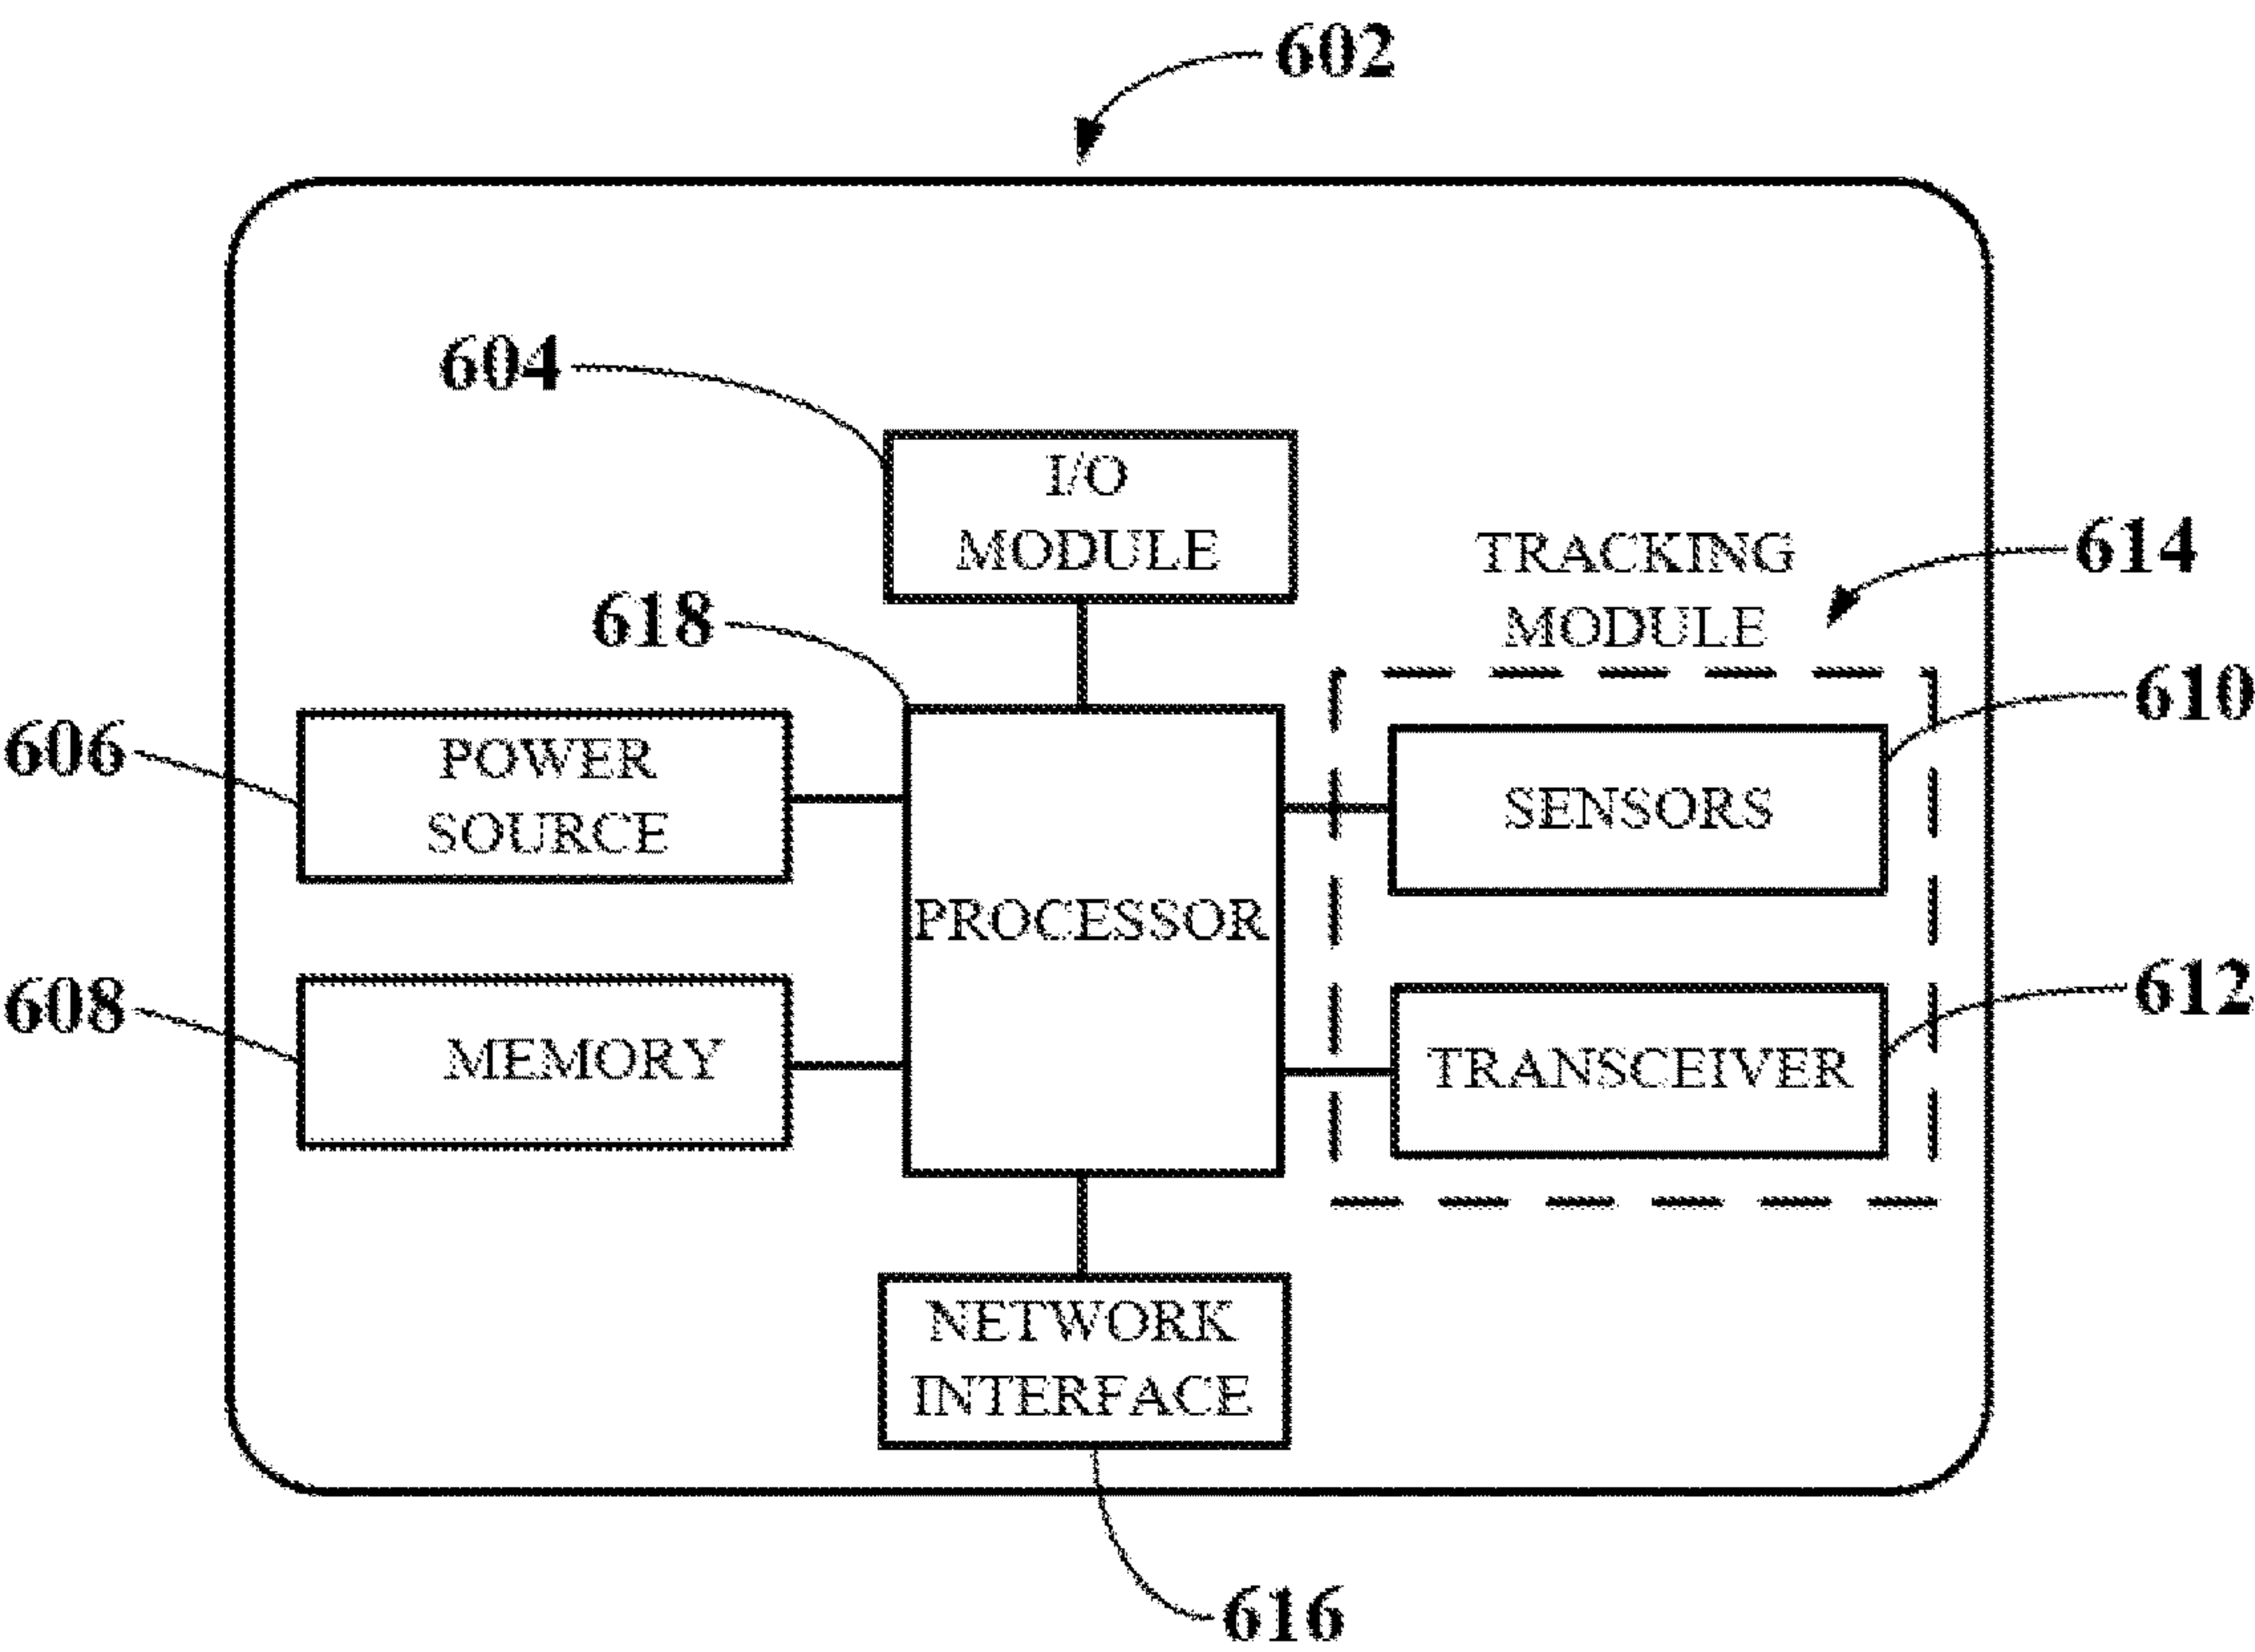 602
604
I/O
MODULE
TRACKING
MODULE
614
618
610
606
POWER
SOURCE
SENSORS
PROCESSOR
608
MEMORY
612
TRANSCEIVER
NETWORK
INTERFACE
616